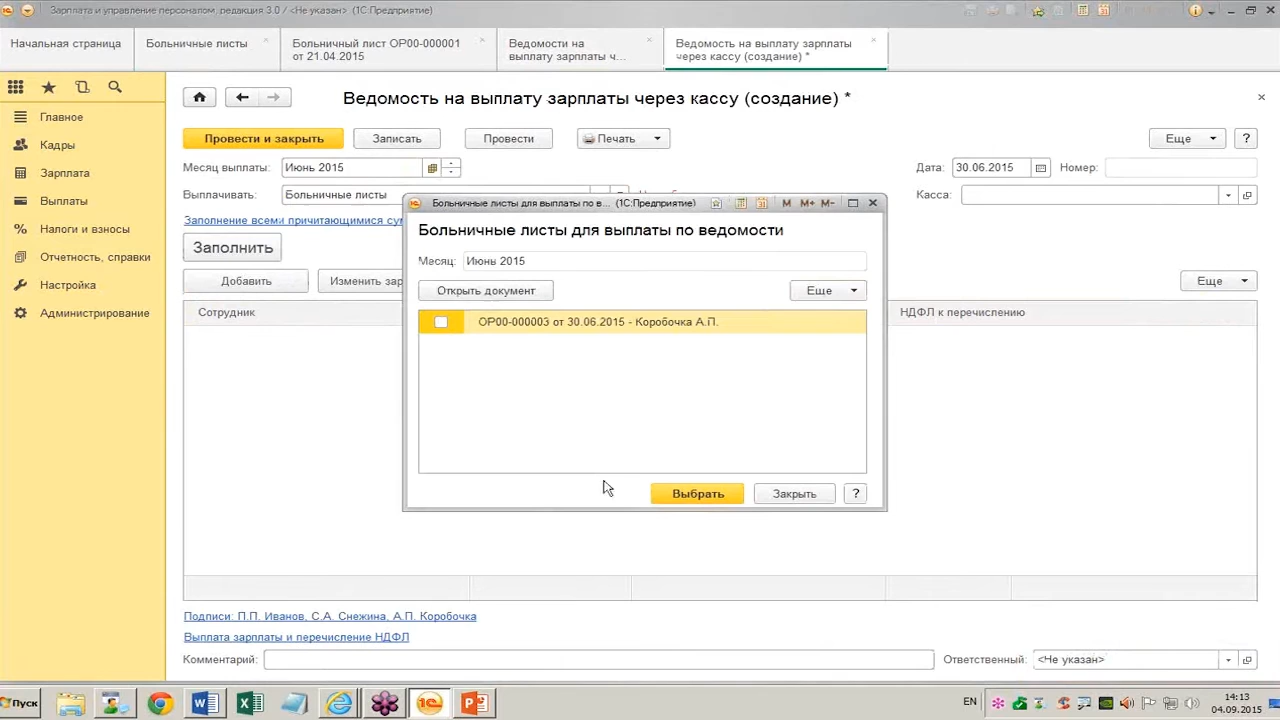 Зарплата и управление персоналом, редакция 3.0 / <Не указан> (1С:Предприятие)
Начальная страница
Больничные листы
Больничный лист ОР00-000001
от 21.04.2015
Ведомости на
выплату зарплаты ч...
Ведомость на выплату зарплаты
через кассу (создание) *
Ведомость на выплату зарплаты через кассу (создание) *
Главное
Кадры
Зарплата
Выплаты
Налоги и взносы
Отчетность, справки
Настройка
Администрирование
Провести и закрыть
Записать
Провести
Печать
Еще
?
Месяц выплаты: Июнь 2015
Дата: 30.06.2015
Номер:
Выплачивать: Больничные листы
Касса:
Заполнение всеми причитающимися
Заполнить
Добавить
Еще
Сотрудник
НДФЛ к перечислению
Больничные листы для выплаты по в... (1С:Предприятие)
M M+ M-
Больничные листы для выплаты по ведомости
Месяц: Июнь 2015
Открыть документ
Еще
ОР00-000003 от 30.06.2015 - Коробочка А.П.
Выбрать
Закрыть
?
Подписи: П.П. Иванов, С.А. Снежина, А.П. Коробочка
Выплата зарплаты и перечисление НДФЛ
Комментарий:
Ответственный: <Не указан>
Пуск
EN
14:13
04.09.2015